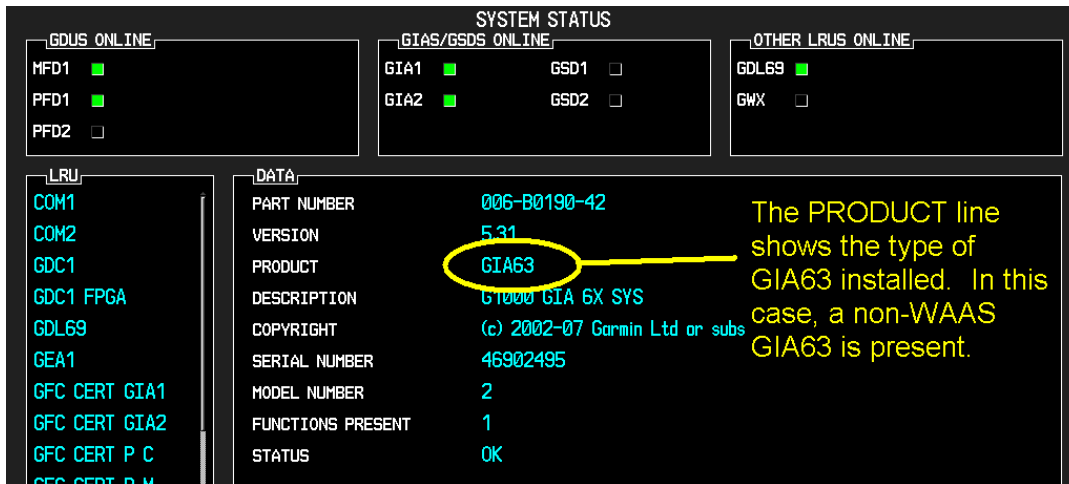 SYSTEM STATUS
GDUS ONLINE
MFD1
PFD1
PFD2
GIAS/GSDS ONLINE
GIA1 GSD1
GIA2 GSD2
OTHER LRUS ONLINE
GDL69
GWX
LRU
COM1
COM2
GDC1
GDC1 FPGA
GDL69
GEA1
GFC CERT GIA1
GFC CERT GIA2
GFC CERT P C
DATA
PART NUMBER 006-B0190-42
VERSION 5.31
PRODUCT GIA63
DESCRIPTION G1000 GIA 6X SYS
COPYRIGHT (c) 2002-07 Garmin Ltd or subs
SERIAL NUMBER 46902495
MODEL NUMBER 2
FUNCTIONS PRESENT 1
STATUS OK
The PRODUCT line
shows the type of
GIA63 installed. In this
case, a non-WAAS
GIA63 is present.